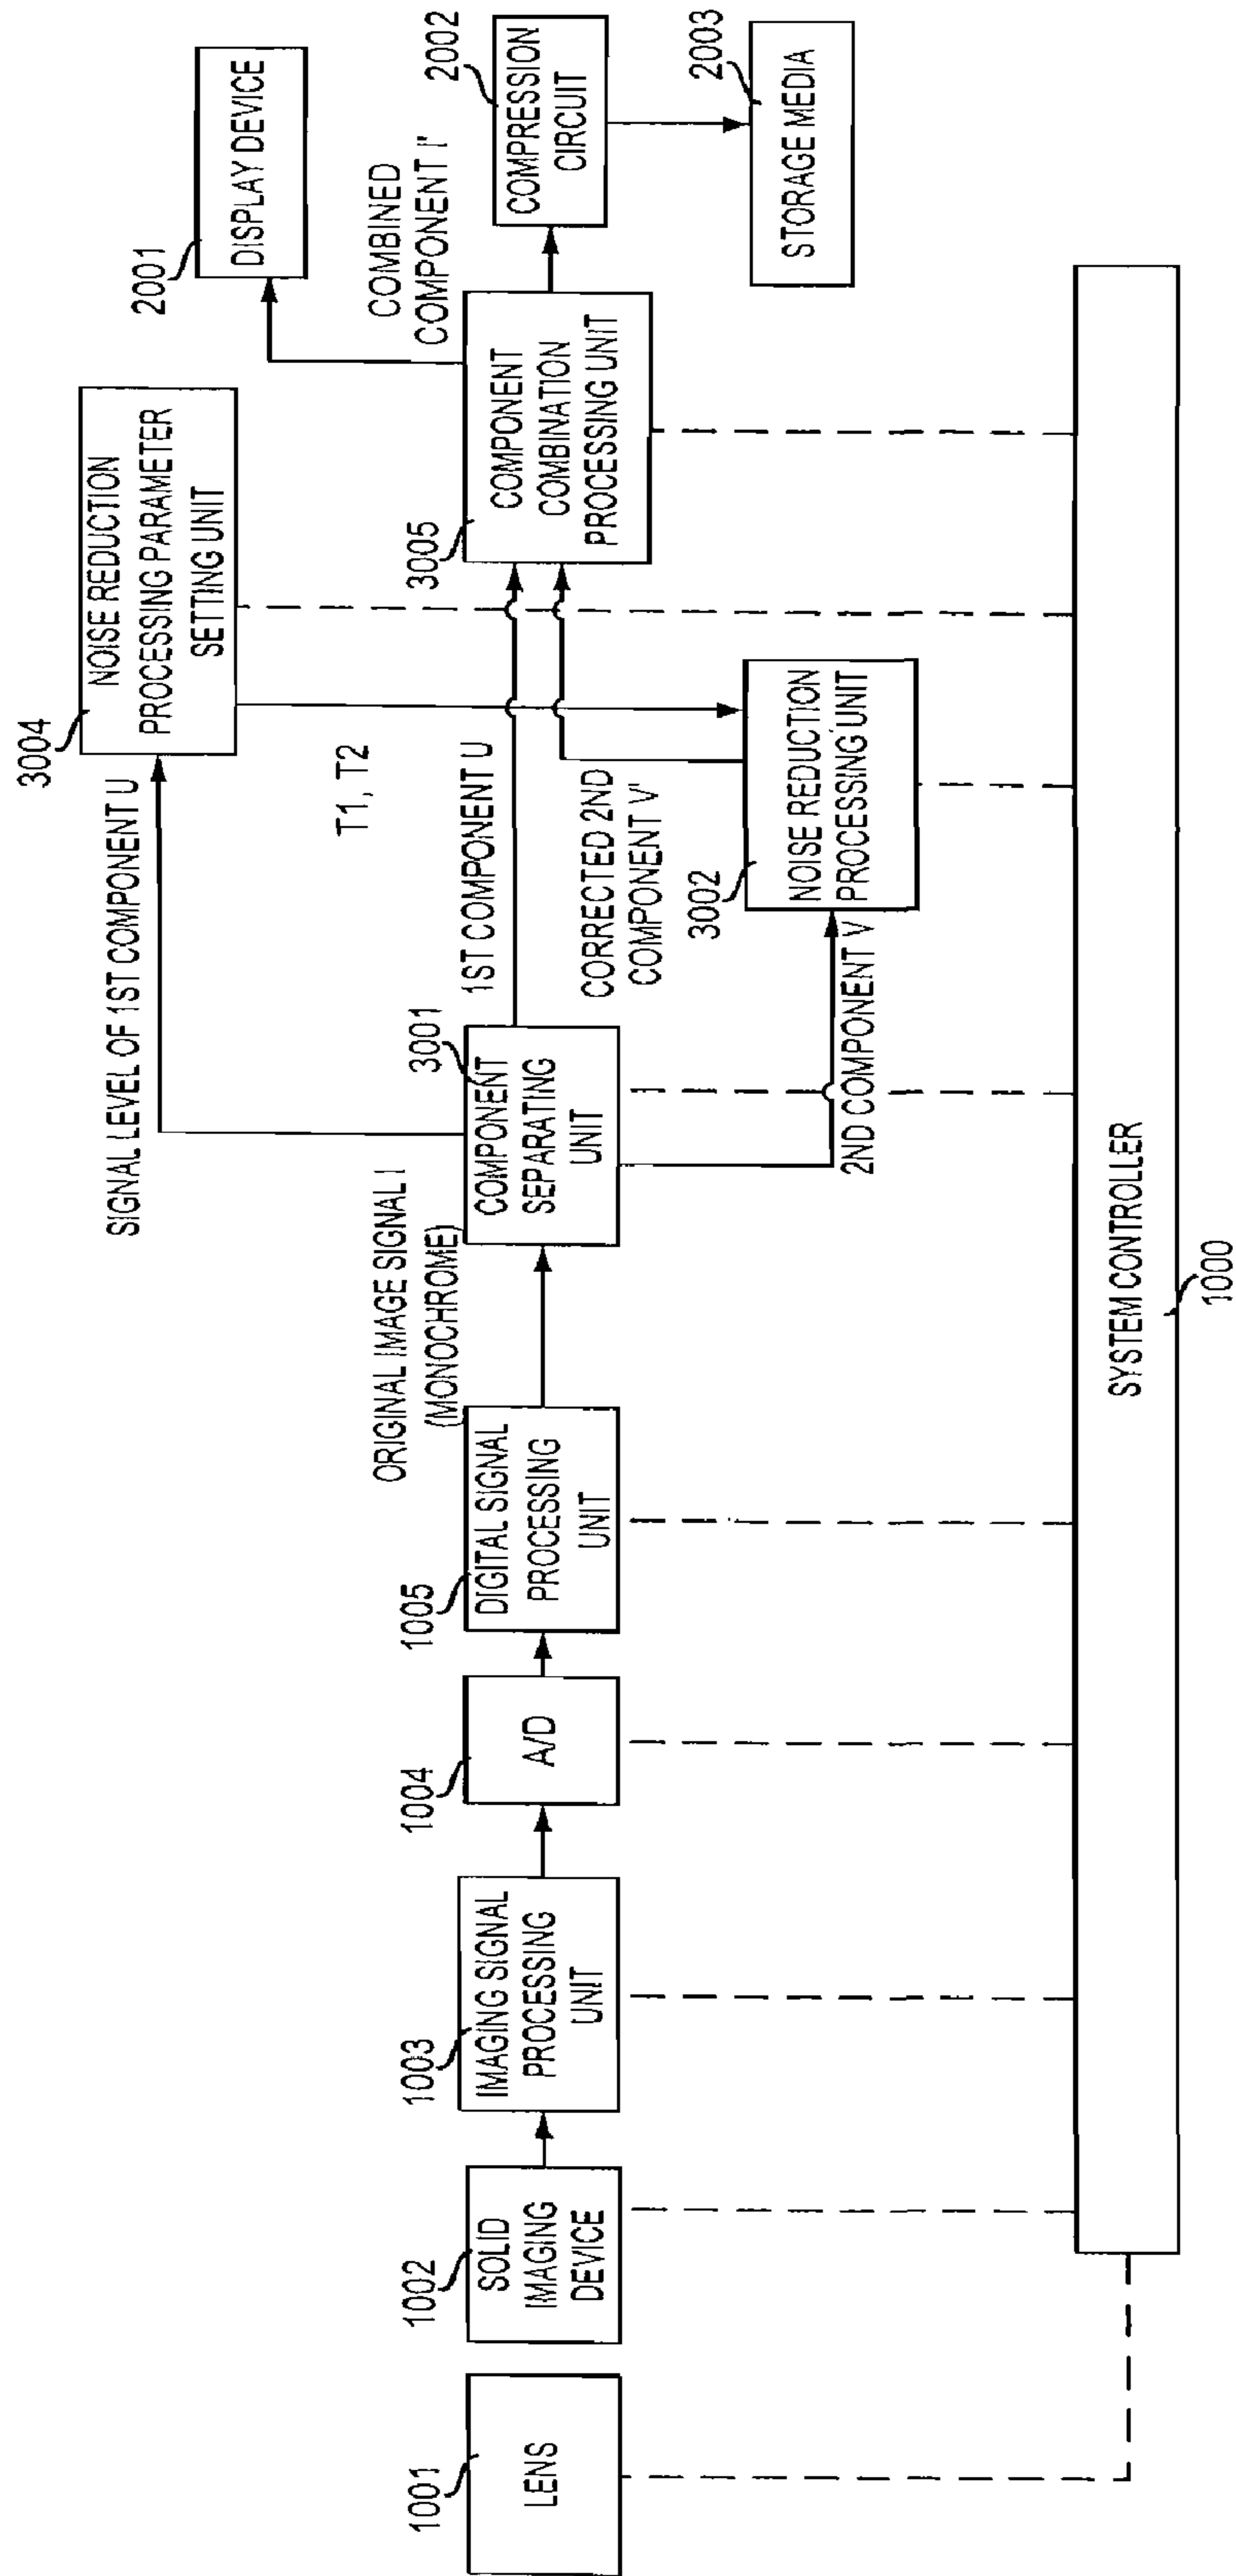 1001
LENS
1002
SOLID
IMAGING
DEVICE
1003
IMAGING SIGNAL
PROCESSING
UNIT
1004
A/D
1005
DIGITAL SIGNAL
PROCESSING
UNIT
ORIGINAL IMAGE SIGNAL I
(MONOCHROME)
3001
COMPONENT
SEPARATING
UNIT
SIGNAL LEVEL OF 1ST COMPONENT U
3004
NOISE REDUCTION
PROCESSING PARAMETER
SETTING UNIT
T1, T2
1ST COMPONENT U
CORRECTED 2ND
COMPONENT V'
3002
NOISE REDUCTION
PROCESSING UNIT
2ND COMPONENT V
3005
COMPONENT
COMBINATION
PROCESSING UNIT
COMBINED
COMPONENT I'
2001
DISPLAY DEVICE
2002
COMPRESSION
CIRCUIT
2003
STORAGE MEDIA
SYSTEM CONTROLLER
1000